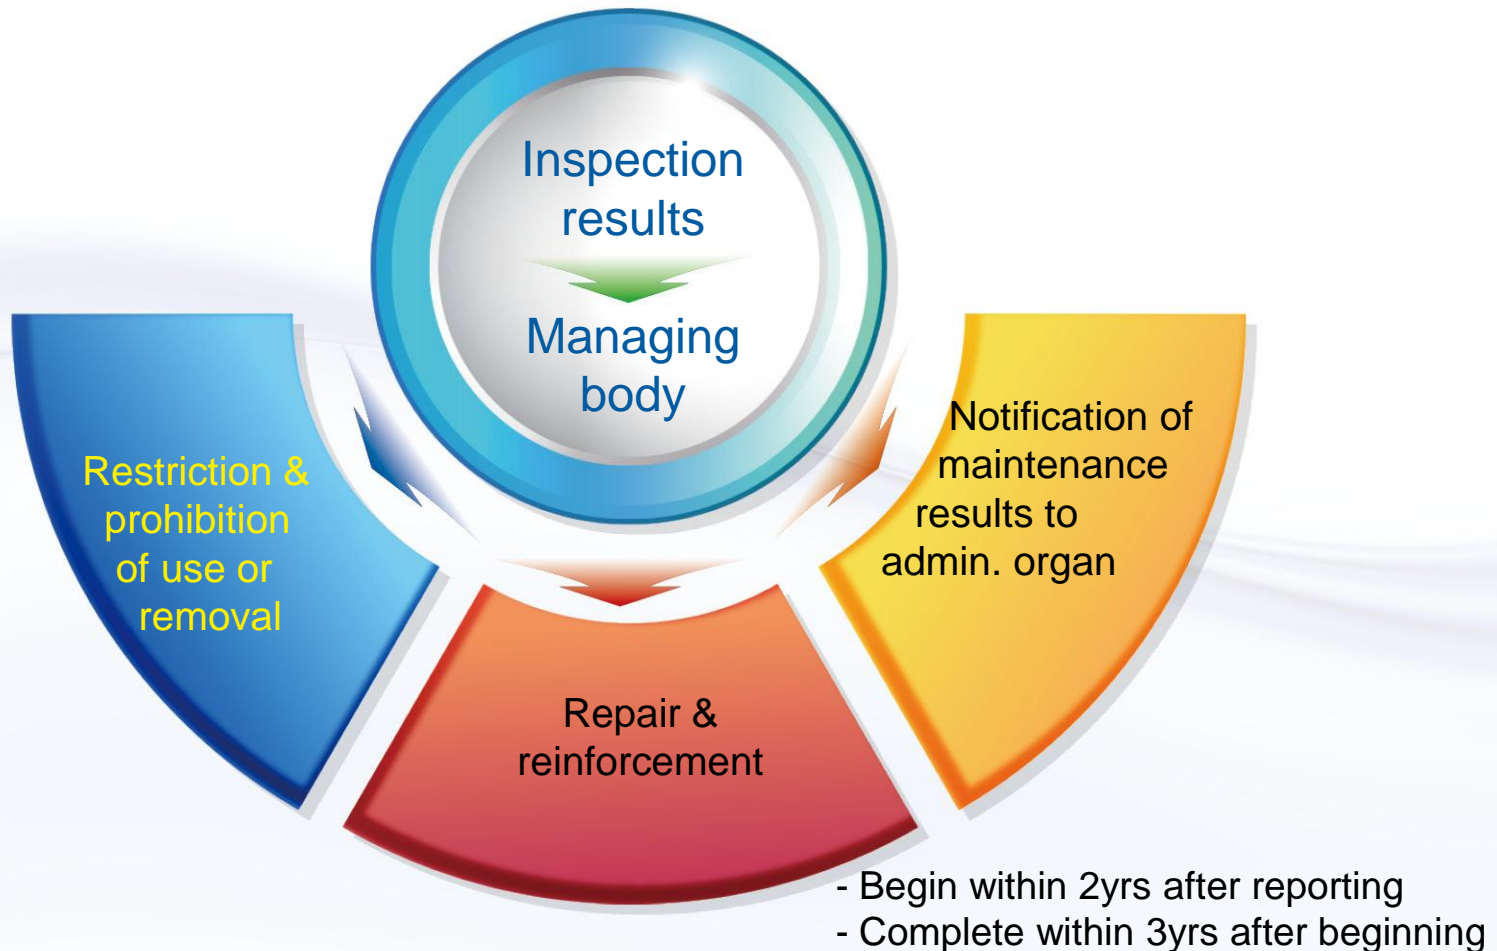 Inspection
results
Managing
body
Restriction &
prohibition
of use or
removal
Repair &
reinforcement
Notification of
maintenance
results to
admin. organ
- Begin within 2yrs after reporting
- Complete within 3yrs after beginning